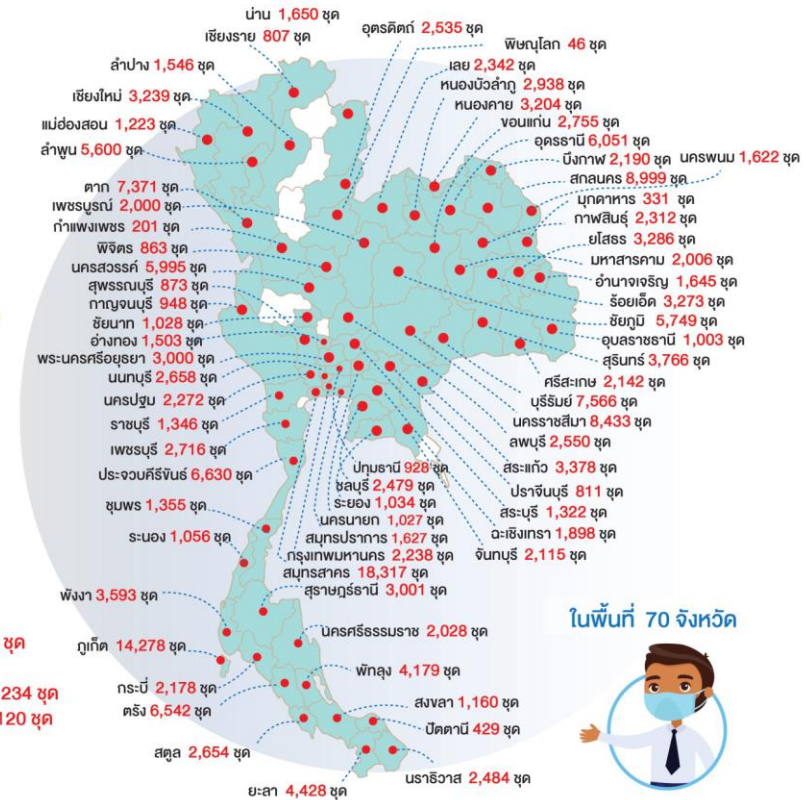 น่าน 1,650 ชุด
เชียงราย 807 ชุด
อุตรดิตถ์ 2,535 ชุด
พิษณุโลก 46 ชุด
ลำปาง 1,546 ชุด
เลย 2,342 ชุด
หนองบัวลำภู 2,938 ชุด
เชียงใหม่ 3,239 ชุด
หนองคาย 3,204 ชุด
แม่ฮ่องสอน 1,223 ชุด
ขอนแก่น 2,755 ชุด
ลำพูน 5,600 ชุด
อุดรธานี 6,051 ชุด
บึงกาฬ 2,190 ชุด
นครพนม 1,622 ชุด
สกลนคร 8,999 ชุด
ตาก 7,371 ชุด
มุกดาหาร 331 ชุด
เพชรบูรณ์ 2,000 ชุด
กาฬสินธุ์ 2,312 ชุด
กำแพงเพชร 201 ชุด
ยโสธร 3,286 ชุด
พิจิตร 863 ชุด
มหาสารคาม 2,006 ชุด
นครสวรรค์ 5,995 ชุด
อำนาจเจริญ 1,645 ชุด
สุพรรณบุรี 873 ชุด
ร้อยเอ็ด 3,273 ชุด
กาญจนบุรี 948 ชุด
ชัยภูมิ 5,749 ชุด
ชัยนาท 1,028 ชุด
อุบลราชธานี 1,003 ชุด
อ่างทอง 1,503 ชุด
สุรินทร์ 3,766 ชุด
พระนครศรีอยุธยา 3,000 ชุด
นนทบุรี 2,658 ชุด
ศรีสะเกษ 2,142 ชุด
นครปฐม 2,272 ชุด
บุรีรัมย์ 7,566 ชุด
ราชบุรี 1,346 ชุด
นครราชสีมา 8,433 ชุด
เพชรบุรี 2,716 ชุด
ลพบุรี 2,550 ชุด
ประจวบคีรีขันธ์ 6,630 ชุด
ปทุมธานี 928 ชุด
สระแก้ว 3,378 ชุด
ชลบุรี 2,479 ชุด
ปราจีนบุรี 811 ชุด
ระยอง 1,034 ชุด
สระบุรี 1,322 ชุด
ชุมพร 1,355 ชุด
นครนายก 1,027 ชุด
ฉะเชิงเทรา 1,898 ชุด
ระนอง 1,056 ชุด
สมุทรปราการ 1,627 ชุด
กรุงเทพมหานคร 2,238 ชุด
จันทบุรี 2,115 ชุด
สมุทรสาคร 18,317 ชุด
สุราษฎร์ธานี 3,001 ชุด
พังงา 3,593 ชุด
ในพื้นที่ 70 จังหวัด
นครศรีธรรมราช 2,028 ชุด
ชุด
ภูเก็ต 14,278 ชุด
พัทลุง 4,179 ชุด
กระบี่ 2,178 ชุด
234 ชุด
สงขลา 1,160 ชุด
ตรัง 6,542 ชุด
120 ชุด
ปัตตานี 429 ชุด
สตูล 2,654 ชุด
นราธิวาส 2,484 ชุด
ยะลา 4,428 ชุด